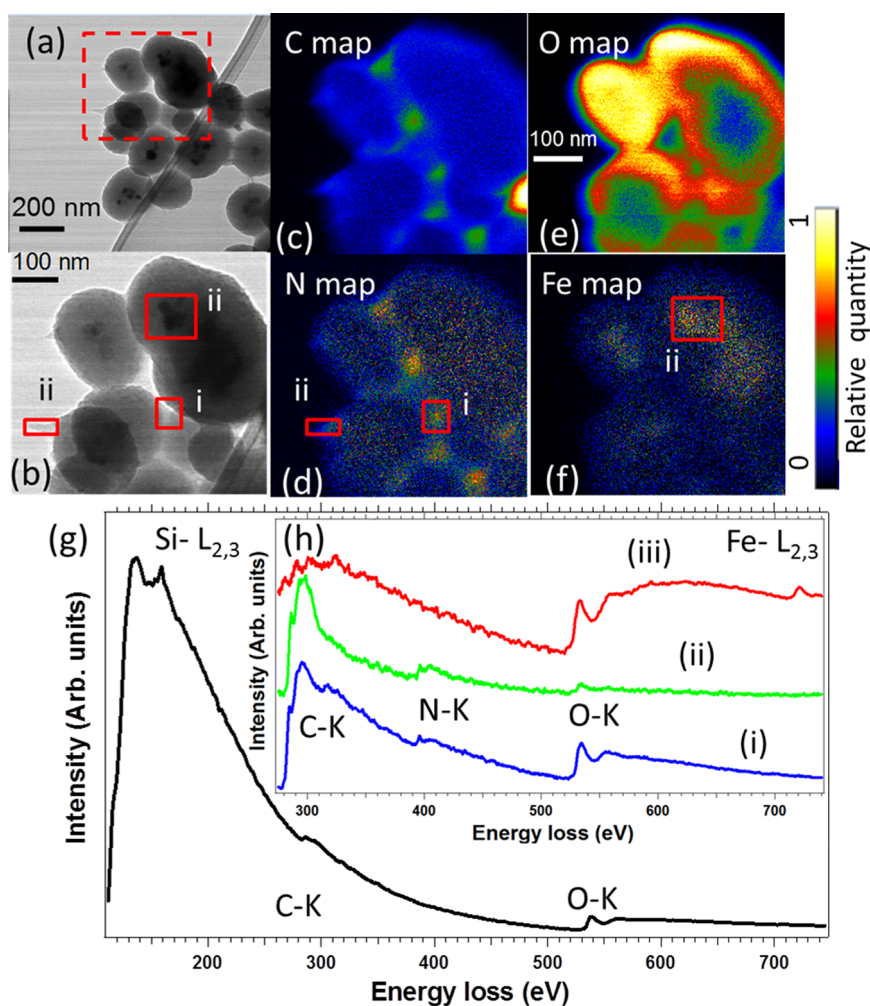 (a)
200 nm
C map
(c)
O map
100 nm
(e)
1
Relative quantity
0
100 nm
ii
ii
i
(b)
N map
ii
i
(d)
Fe map
ii
(f)
(g)
Si- L2,3
(h)
(iii)
Fe- L2,3
(ii)
C-K
N-K
O-K
(i)
Intensity (Arb. units)
300
400
500
600
700
Energy loss (eV)
C-K
O-K
Intensity (Arb. units)
200
300
400
500
600
700
Energy loss (eV)